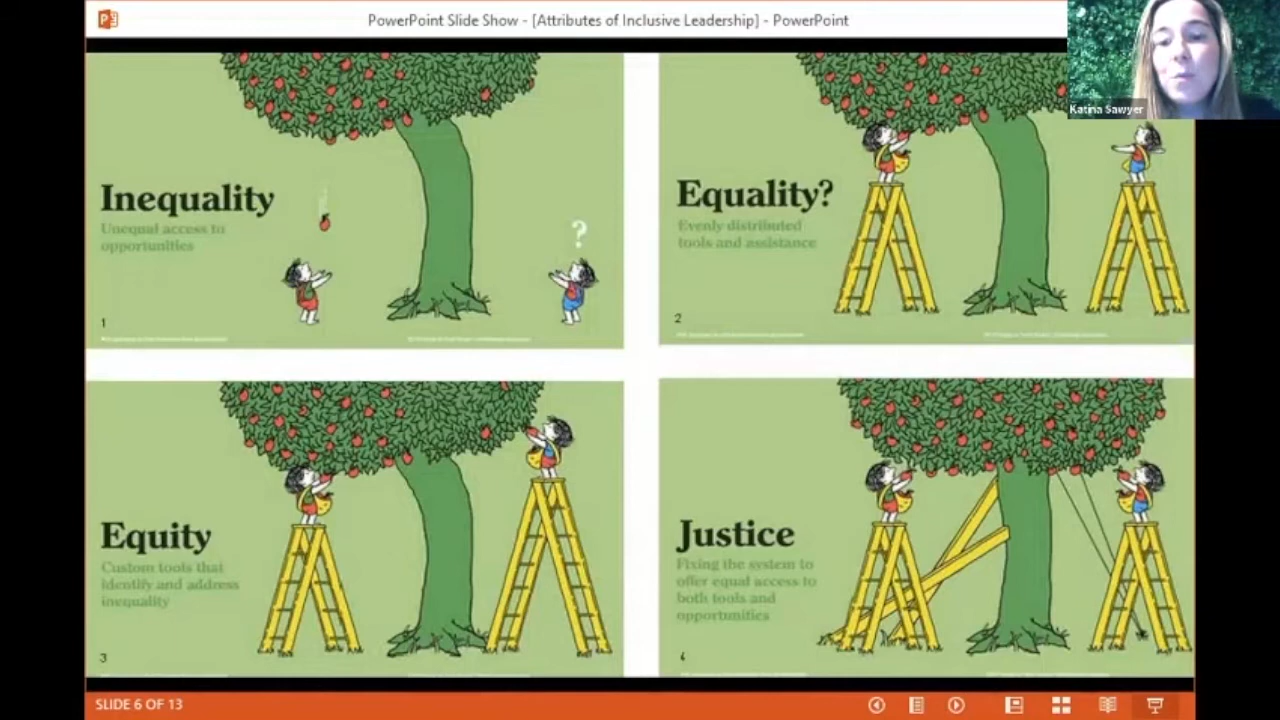 PowerPoint Slide Show - [Attributes of Inclusive Leadership] - PowerPoint
Katina Sawyer
Inequality
Unequal access to
opportunities
?
1
Equality?
Evenly distributed
tools and assistance
2
Equity
Custom tools that
identify and address
inequality
3
Justice
Fixing the system to
offer equal access to
both tools and
opportunities
4
SLIDE 6 OF 13